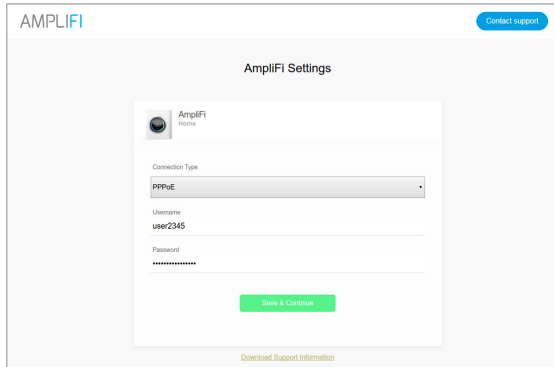 AMPLIFI
Contact support
AmpliFi Settings
AmpliFi
Home
Connection Type
PPPoE
Username
user2345
Password
••••••••••••••••
Save & Continue
Download Support Information